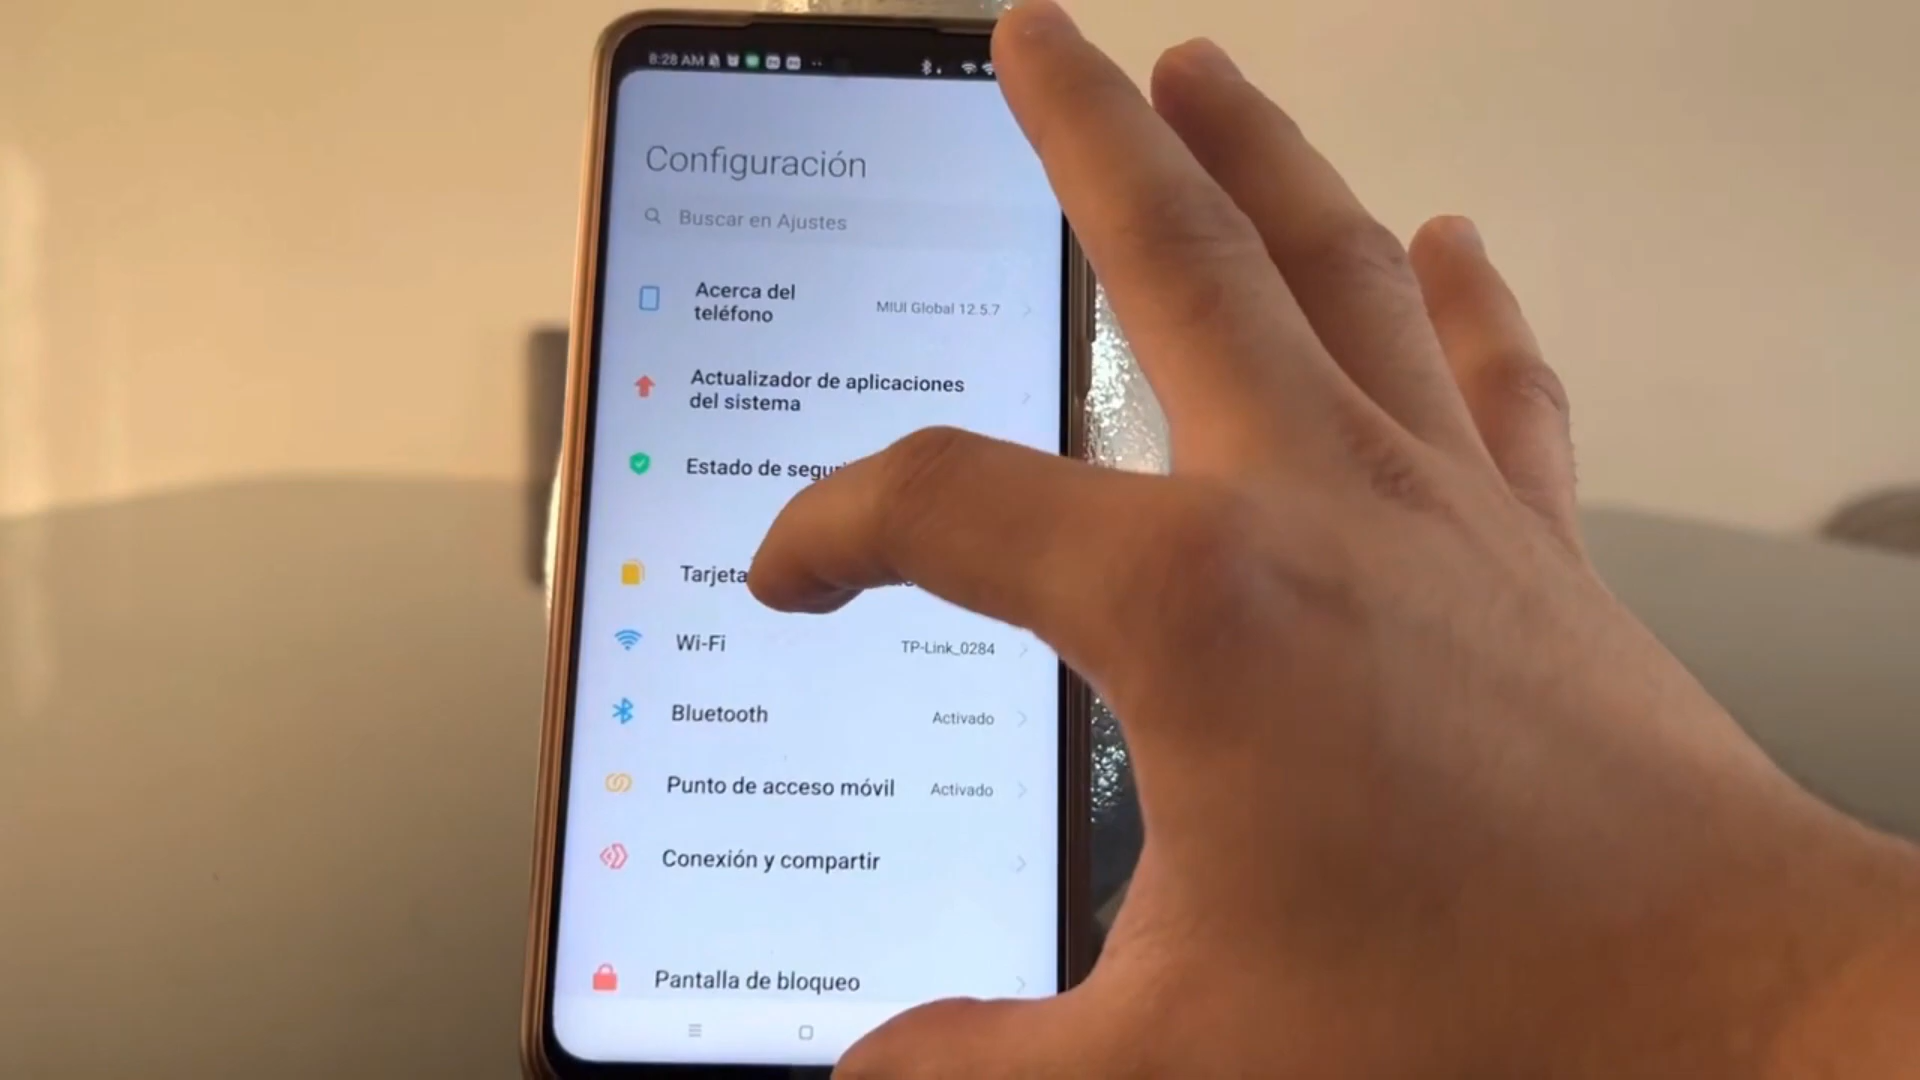 8:28 AM
Configuración
Buscar en Ajustes
Acerca del
teléfono
MIUI Global 12.5.7
Actualizador de aplicaciones
del sistema
Estado de
Wi-Fi
TP-Link_0284
Bluetooth
Activado
Punto de acceso móvil
Activado
Conexión y compartir
Pantalla de bloqueo